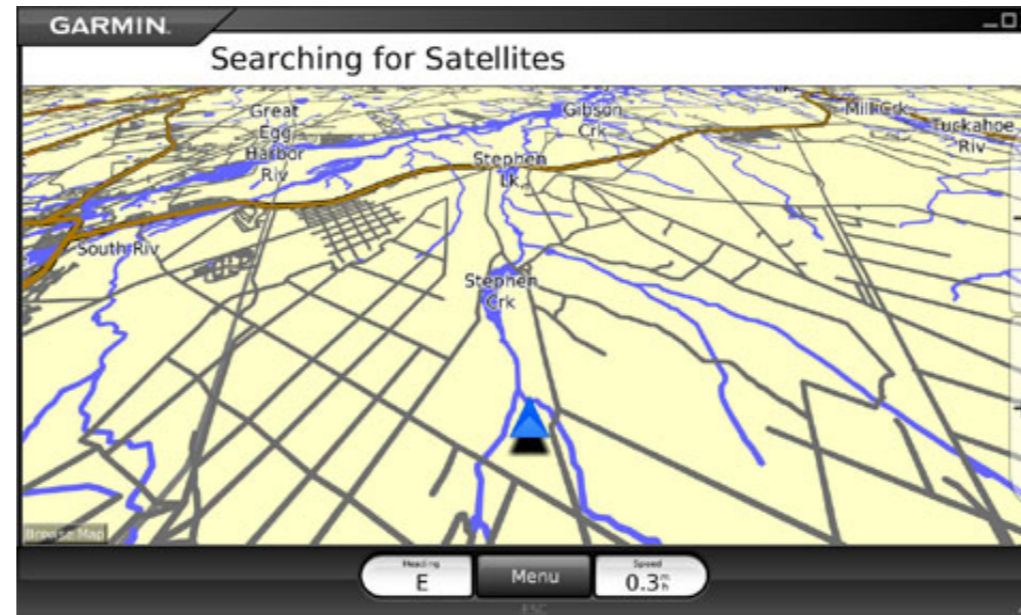 GARMIN.
Searching for Satellites
Great
Egg
Harbor
Riv
Gibson
Crk
Mill Crk
Tuckahoe
Riv
Stephen
Lk
South Riv
Stephen
Crk
Browse Map
Heading
E
Menu
Speed
0.3 m
h
ESC